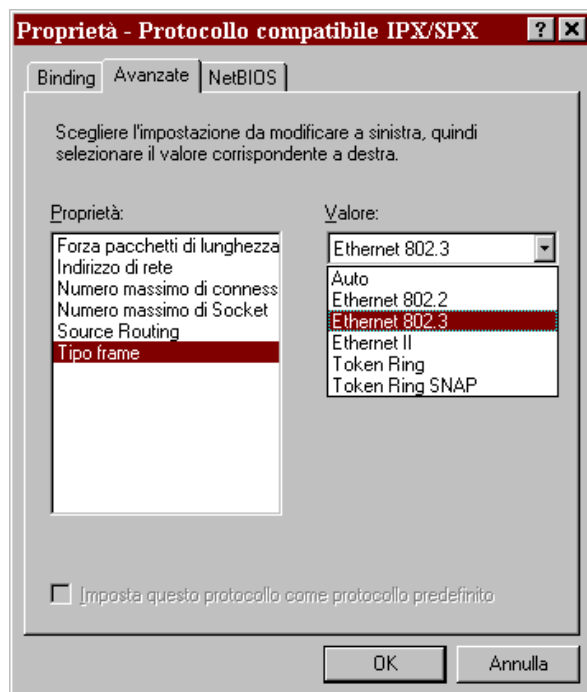 Proprietà - Protocollo compatibile IPX/SPX
Binding Avanzate NetBIOS
Scegliere l'impostazione da modificare a sinistra, quindi
selezionare il valore corrispondente a destra.
Proprietà:
Forza pacchetti di lunghezza
Indirizzo di rete
Numero massimo di conness
Numero massimo di Socket
Source Routing
Tipo frame
Valore:
Ethernet 802.3
Auto
Ethernet 802.2
Ethernet 802.3
Ethernet II
Token Ring
Token Ring SNAP
Imposta questo protocollo come protocollo predefinito
OK Annulla